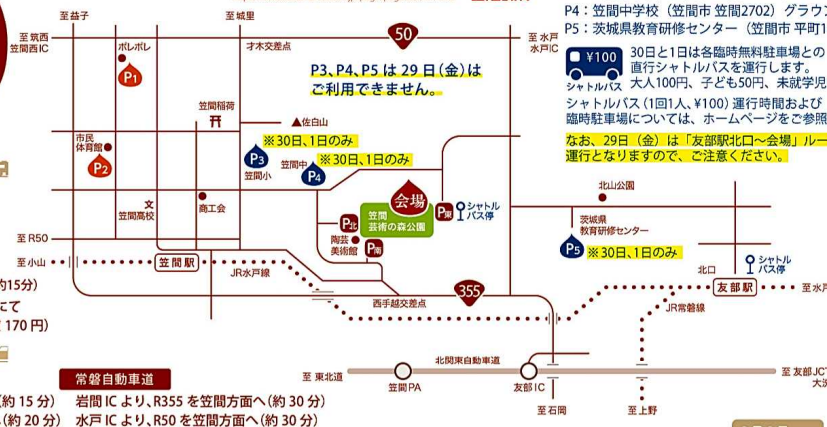 至 益子
至 城里
P4：笠間中学校（笠間市 笠間2702）グラウン
P5：茨城県教育研修センター（笠間市 平町1
至 筑西
笠間西IC
ポレポレ
P1
才木交差点
50
至 水戸
水戸IC
¥100
シャトルバス
30日と1日は各臨時無料駐車場との
直行シャトルバスを運行します。
大人100円、子ども50円、未就学児
シャトルバス（1回1人、¥100）運行時間および
臨時駐車場については、ホームページをご参照
なお、29日（金）は「友部駅北口～会場」ルー
運行となりますので、ご注意ください。
P3、P4、P5 は 29 日（金）は
ご利用できません。
笠間稲荷
▲佐白山
市民
体育館
P2
※30日、1日のみ
P3
笠間小
※30日、1日のみ
笠間中
P4
文
笠間高校
商工会
会場
笠間
芸術の森公園
P北
P東
P南
シャトル
バス停
陶芸
美術館
北山公園
茨城県
教育研修センター
P5
※30日、1日のみ
至 R50
至 小山
笠間駅
JR水戸線
北口
シャトル
バス停
友部駅
至 水戸
JR常磐線
355
西手越交差点
約15分）
にて
170 円）
北関東自動車道
至 東北道
笠間PA
友部IC
至 友部JCT
至 石岡
至 上野
常磐自動車道
（約 15 分）
岩間 IC より、R355 を笠間方面へ（約 30 分）
（約 20 分）
水戸 IC より、R50 を笠間方面へ（約 30 分）